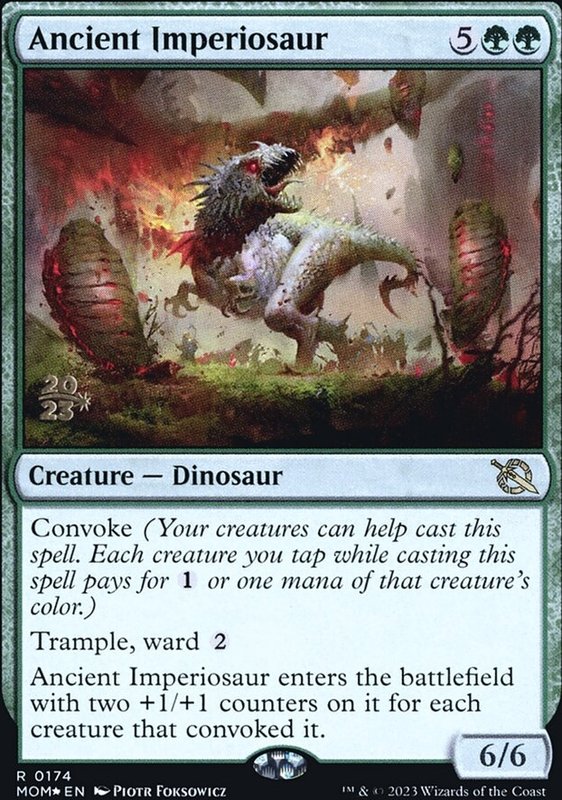 Ancient Imperiosaur 5
20
23
Creature — Dinosaur
Convoke (Your creatures can help cast this
spell. Each creature you tap while casting this
spell pays for 1 or one mana of that creature's
color.)
Trample, ward 2
Ancient Imperiosaur enters the battlefield
with two +1/+1 counters on it for each
creature that convoked it.
6/6
R 0174
MOM★EN Piotr Foksowicz ™ & © 2023 Wizards of the Coast